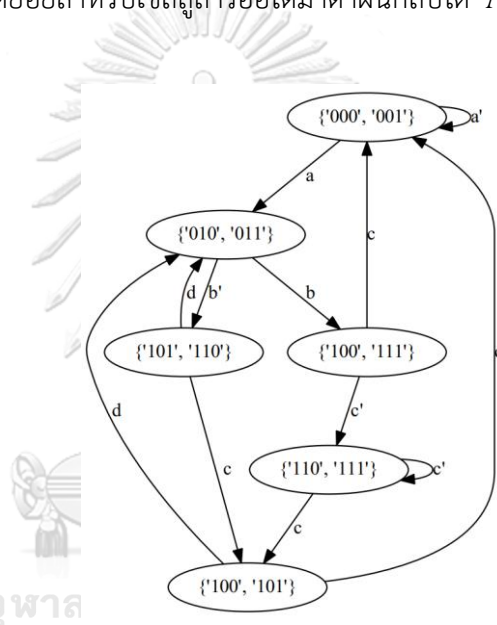 {'000', '001'}
a'
a
{'010', '011'}
c
d
b'
b
{'101', '110'}
{'100', '111'}
d
c'
c
{'110', '111'}
c'
c
{'100', '101'}